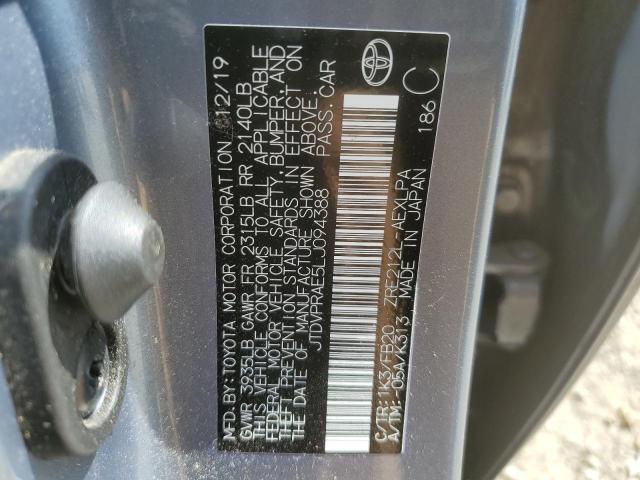 MFD. BY: TOYOTA MOTOR CORPORATION 12/19
GVWR 3935LB GAWR FR 2315LB RR 2140LB
THIS VEHICLE CONFORMS TO ALL APPLICABLE
FEDERAL MOTOR VEHICLE SAFETY, BUMPER, AND
THEFT PREVENTION STANDARDS IN EFFECT ON
THE DATE OF MANUFACTURE SHOWN ABOVE.
JTDVPRAE5LJ094388 PASS. CAR
C/TR: 1K3/FB20 ZRE212L-AEXLPA
A/TM: -05A/K313 MADE IN JAPAN
186 C